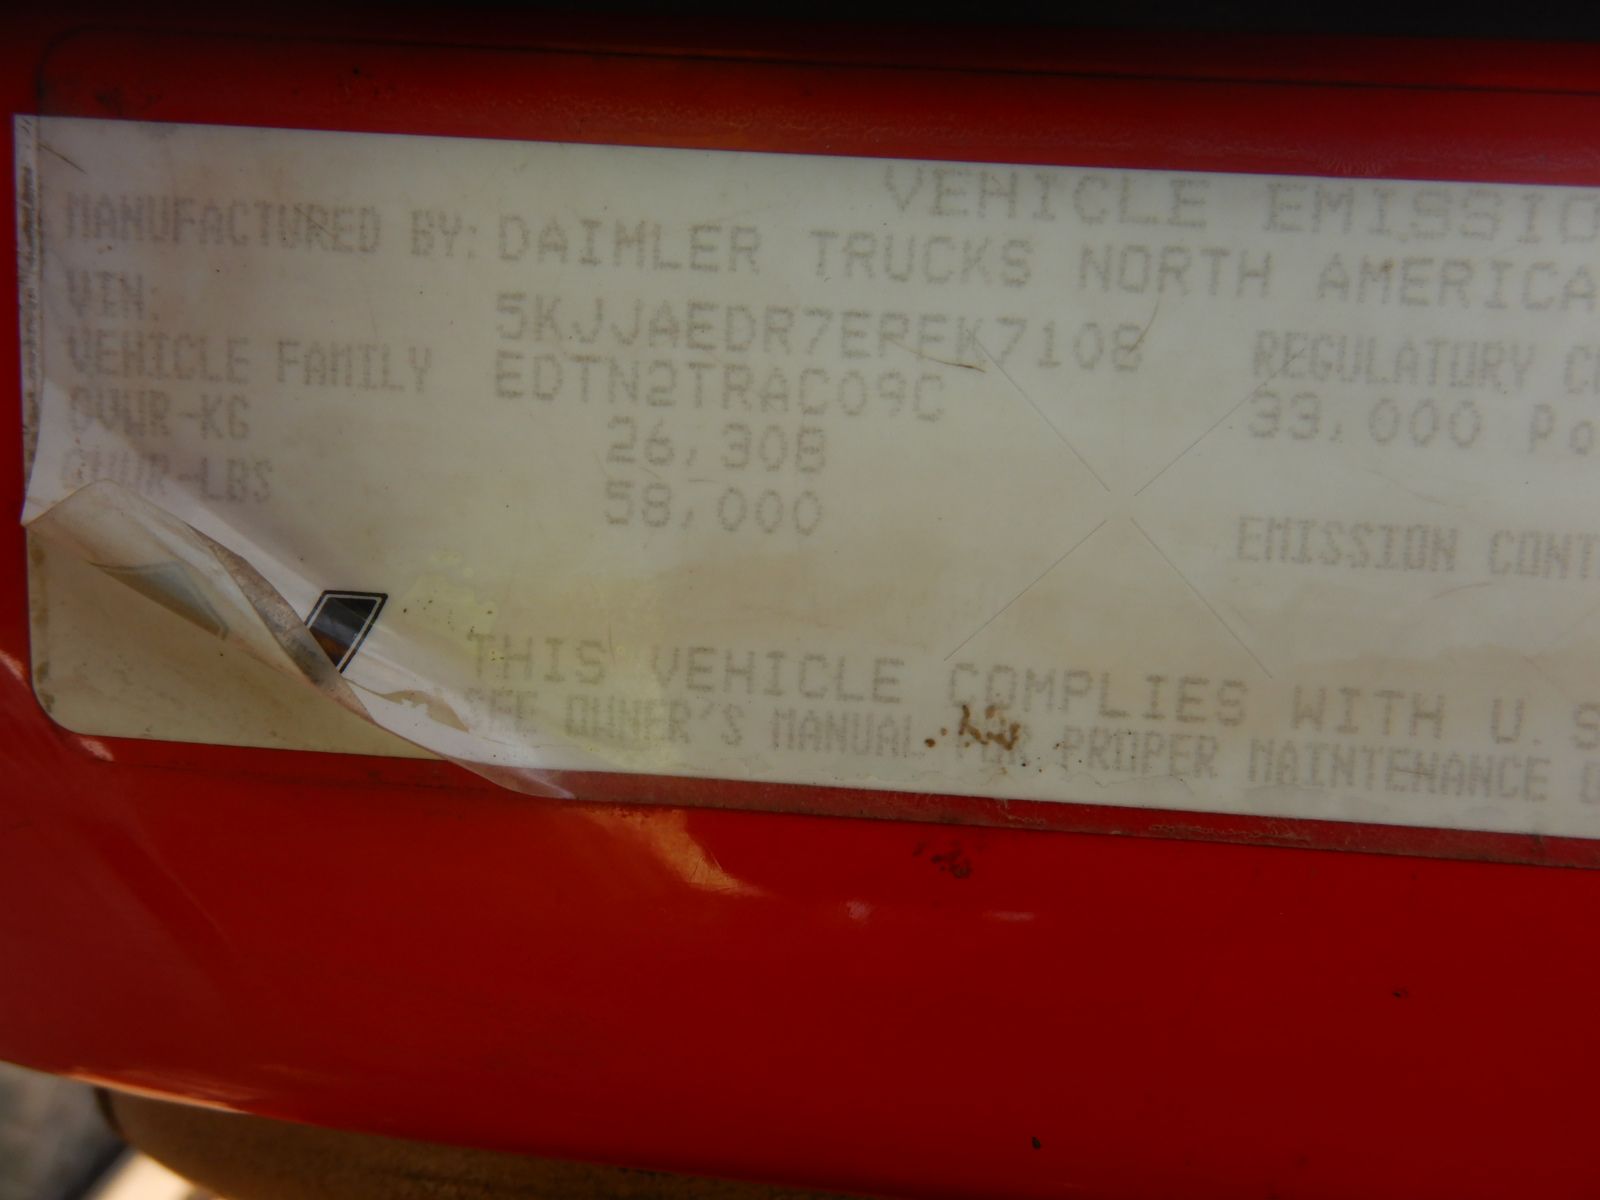 VEHICLE EMISSIO
MANUFACTURED BY: DAIMLER TRUCKS NORTH AMERICA
VIN: 5KJJAEDR7EPEK7108
VEHICLE FAMILY EDTN2TRAC09C REGULATORY
GVWR-KG 26,308 33,000
GVWR-LBS 58,000
EMISSION CONT
THIS VEHICLE COMPLIES WITH U.S
SEE OWNER'S MANUAL FOR PROPER MAINTENANCE